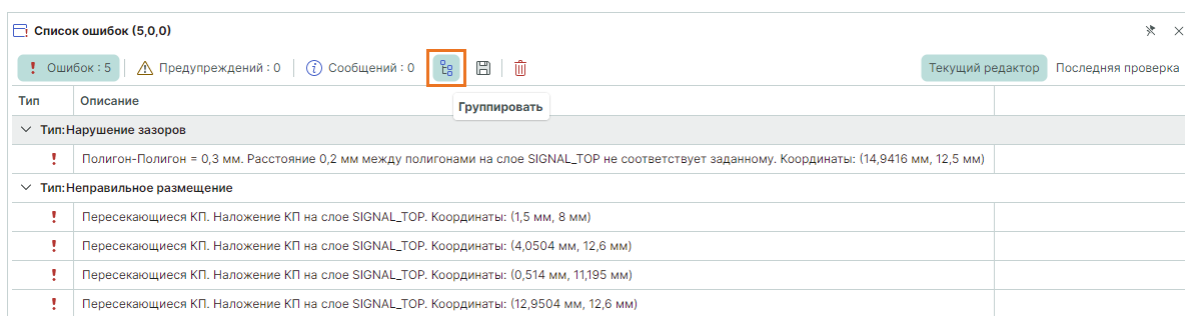 Список ошибок (5,0,0)
Ошибок : 5 Предупреждений : 0 Сообщений : 0 Текущий редактор Последняя проверка
Тип Описание
Группировать
Тип:Нарушение зазоров
Полигон-Полигон = 0,3 мм. Расстояние 0,2 мм между полигонами на слое SIGNAL_TOP не соответствует заданному. Координаты: (14,9416 мм, 12,5 мм)
Тип:Неправильное размещение
Пересекающиеся КП. Наложение КП на слое SIGNAL_TOP. Координаты: (1,5 мм, 8 мм)
Пересекающиеся КП. Наложение КП на слое SIGNAL_TOP. Координаты: (4,0504 мм, 12,6 мм)
Пересекающиеся КП. Наложение КП на слое SIGNAL_TOP. Координаты: (0,514 мм, 11,195 мм)
Пересекающиеся КП. Наложение КП на слое SIGNAL_TOP. Координаты: (12,9504 мм, 12,6 мм)